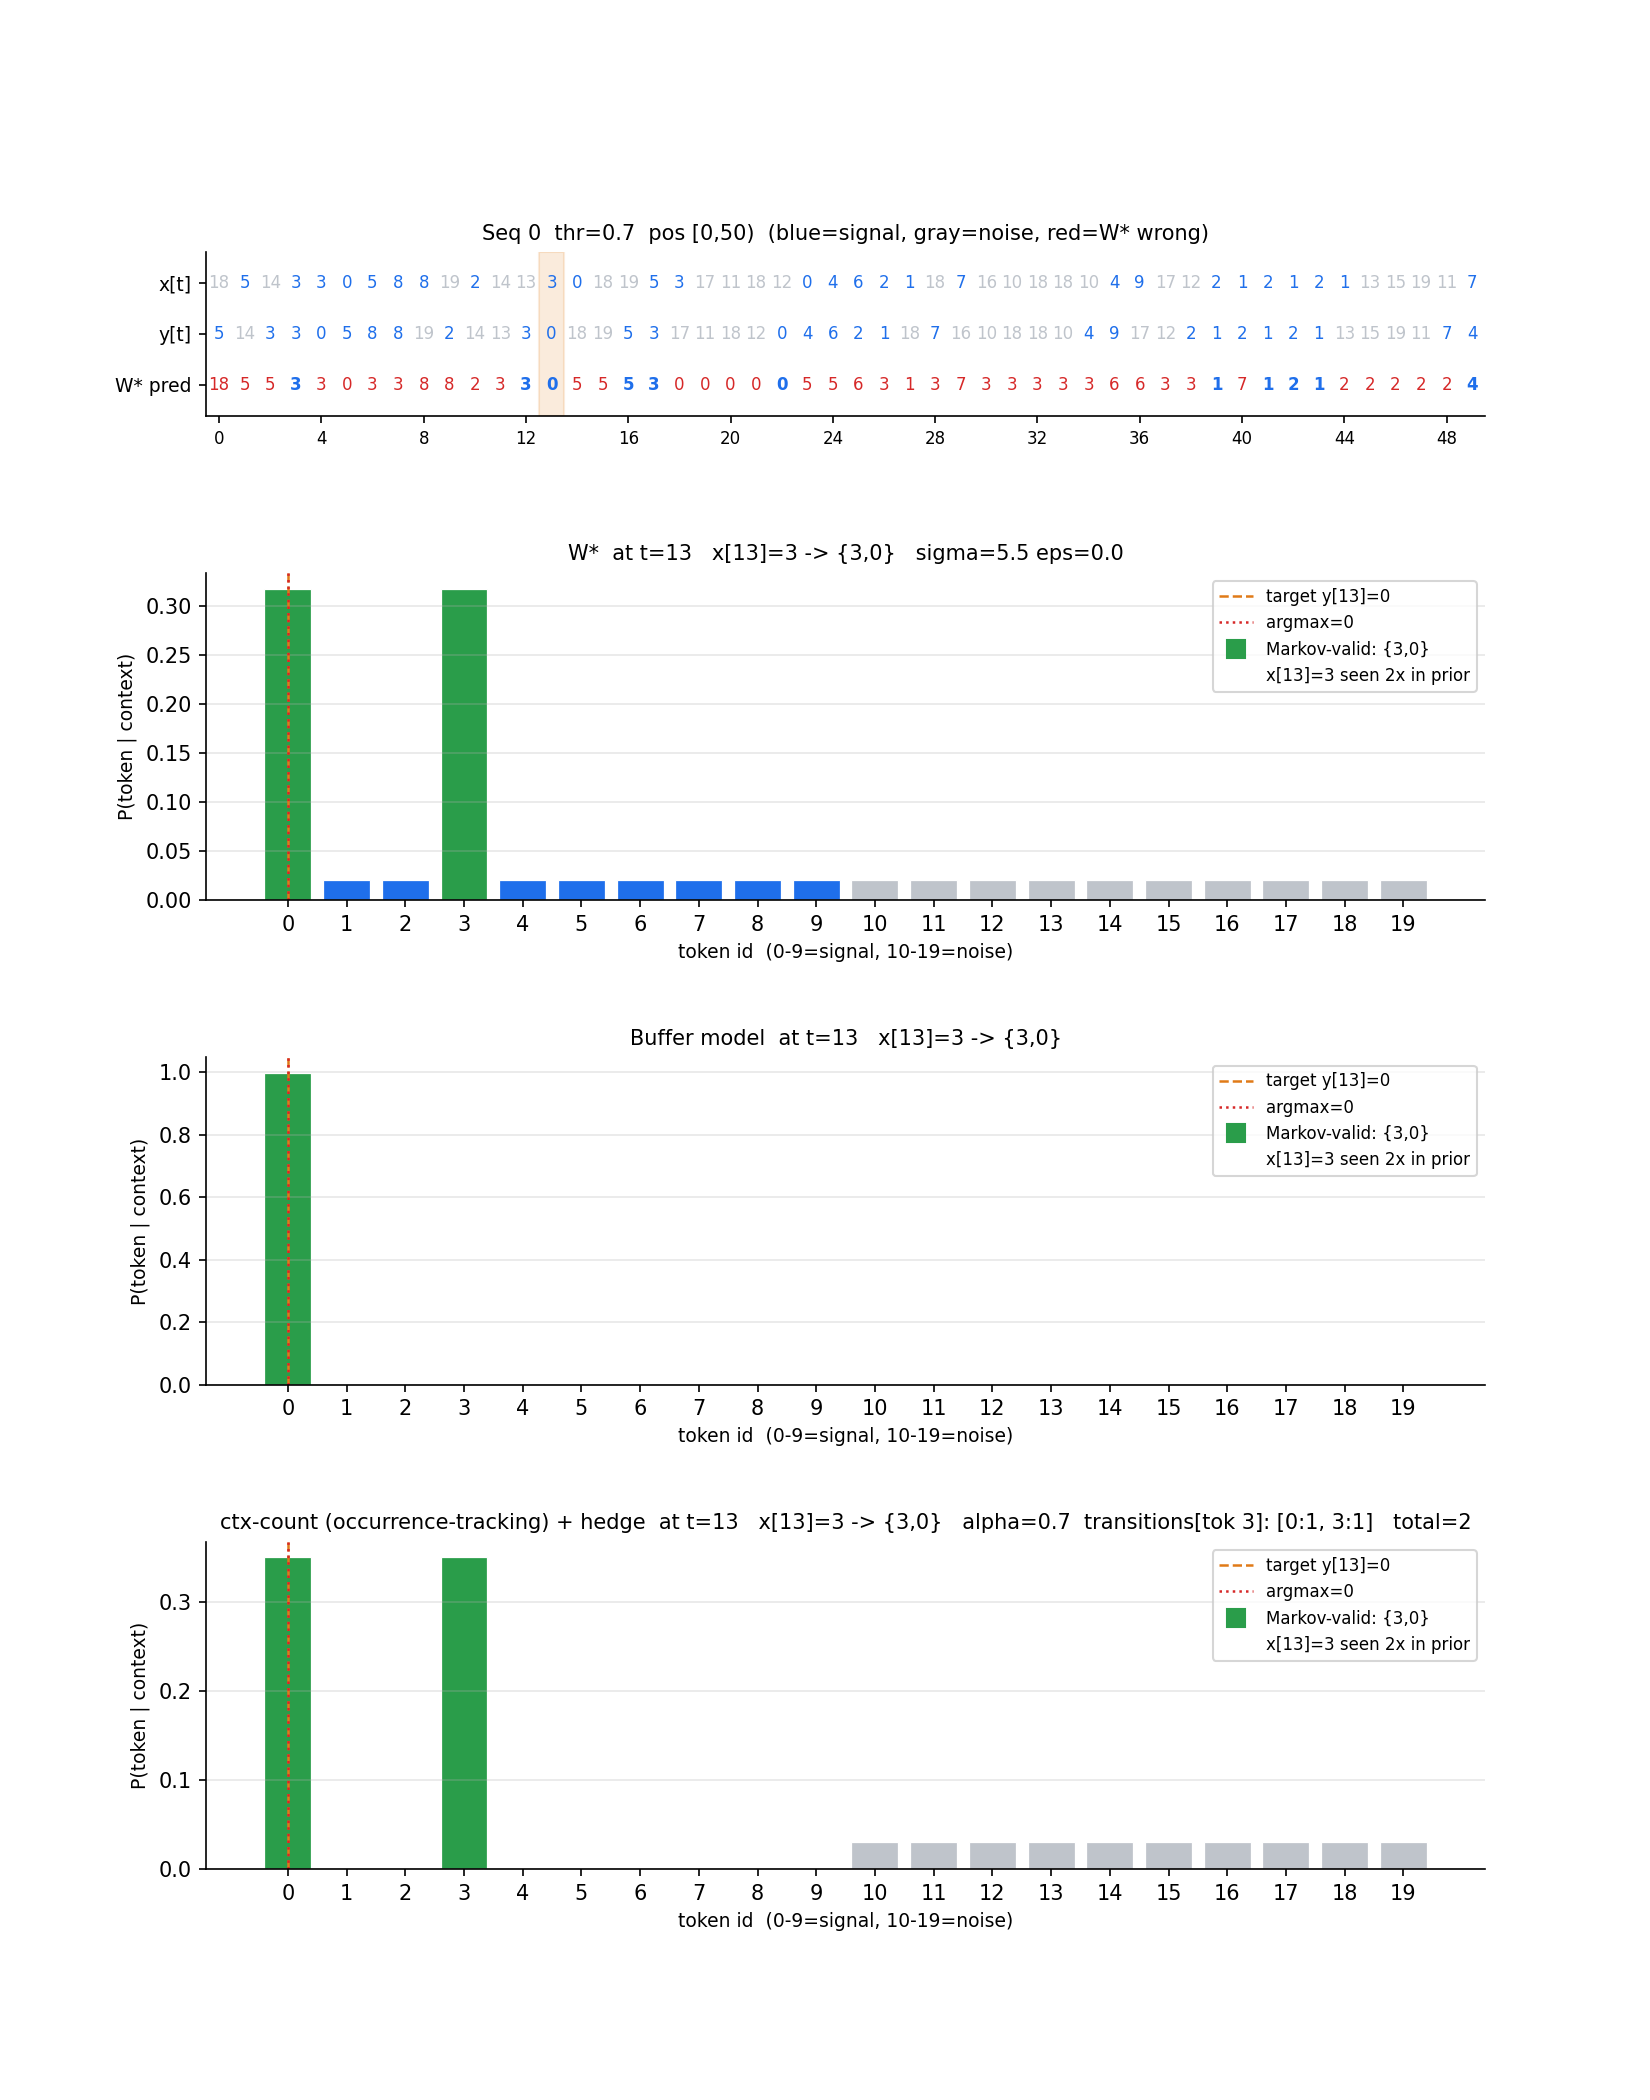 Seq 0  thr=0.7  pos [0,50)  (blue=signal, gray=noise, red=W* wrong)
x[t] 18 5 14 3 3 0 5 8 8 19 2 14 13 3 0 18 19 5 3 17 11 18 12 0 4 6 2 1 18 7 16 10 18 18 10 4 9 17 12 2 1 2 1 2 1 13 15 19 11 7
y[t] 5 14 3 3 0 5 8 8 19 2 14 13 3 0 18 19 5 3 17 11 18 12 0 4 6 2 1 18 7 16 10 18 18 10 4 9 17 12 2 1 2 1 2 1 13 15 19 11 7 4
W* pred 18 5 5 3 3 0 3 3 8 8 2 3 3 0 5 5 5 3 0 0 0 0 0 5 5 6 3 1 3 7 3 3 3 3 3 6 6 3 3 1 7 1 2 1 2 2 2 2 2 4
0 4 8 12 16 20 24 28 32 36 40 44 48
W*  at t=13   x[13]=3 -> {3,0}   sigma=5.5 eps=0.0
P(token | context)
0.30
0.25
0.20
0.15
0.10
0.05
0.00
target y[13]=0
argmax=0
Markov-valid: {3,0}
x[13]=3 seen 2x in prior
0 1 2 3 4 5 6 7 8 9 10 11 12 13 14 15 16 17 18 19
token id  (0-9=signal, 10-19=noise)
Buffer model  at t=13   x[13]=3 -> {3,0}
P(token | context)
1.0
0.8
0.6
0.4
0.2
0.0
target y[13]=0
argmax=0
Markov-valid: {3,0}
x[13]=3 seen 2x in prior
0 1 2 3 4 5 6 7 8 9 10 11 12 13 14 15 16 17 18 19
token id  (0-9=signal, 10-19=noise)
ctx-count (occurrence-tracking) + hedge  at t=13   x[13]=3 -> {3,0}   alpha=0.7  transitions[tok 3]: [0:1, 3:1]   total=2
P(token | context)
0.3
0.2
0.1
0.0
target y[13]=0
argmax=0
Markov-valid: {3,0}
x[13]=3 seen 2x in prior
0 1 2 3 4 5 6 7 8 9 10 11 12 13 14 15 16 17 18 19
token id  (0-9=signal, 10-19=noise)